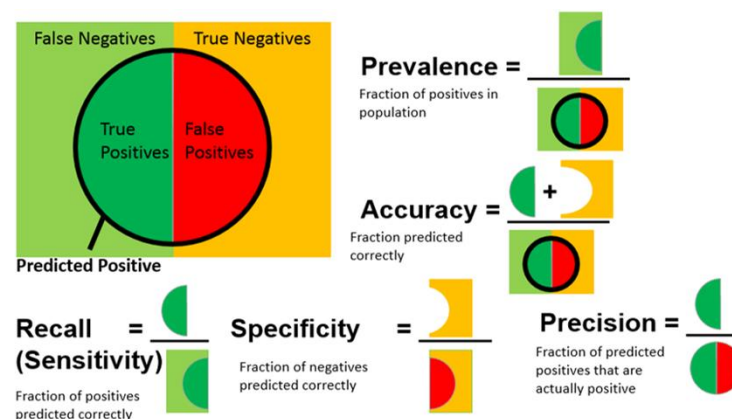 False Negatives
True Negatives
True
Positives
False
Positives
Predicted Positive
Prevalence =
Fraction of positives in
population
+
Accuracy =
Fraction predicted
correctly
Recall =
(Sensitivity)
Fraction of positives
predicted correctly
Specificity =
Fraction of negatives
predicted correctly
Precision =
Fraction of predicted
positives that are
actually positive